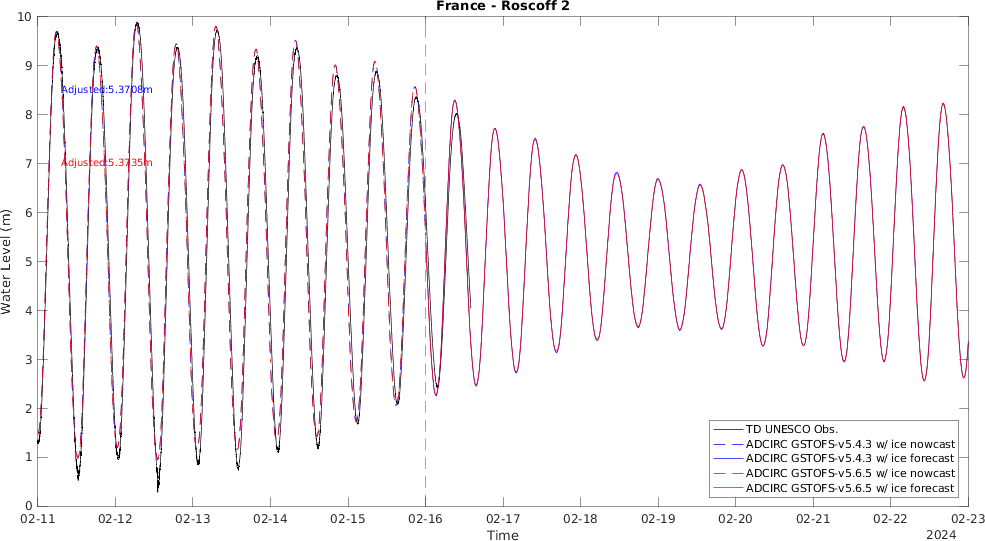 France - Roscoff 2
10
9
8
7
6
5
4
3
2
1
0
Water Level (m)
Adjusted:5.3708m
Adjusted:5.3735m
TD UNESCO Obs.
ADCIRC GSTOFS-v5.4.3 w/ ice nowcast
ADCIRC GSTOFS-v5.4.3 w/ ice forecast
ADCIRC GSTOFS-v5.6.5 w/ ice nowcast
ADCIRC GSTOFS-v5.6.5 w/ ice forecast
02-11 02-12 02-13 02-14 02-15 02-16 02-17 02-18 02-19 02-20 02-21 02-22 02-23
Time
2024